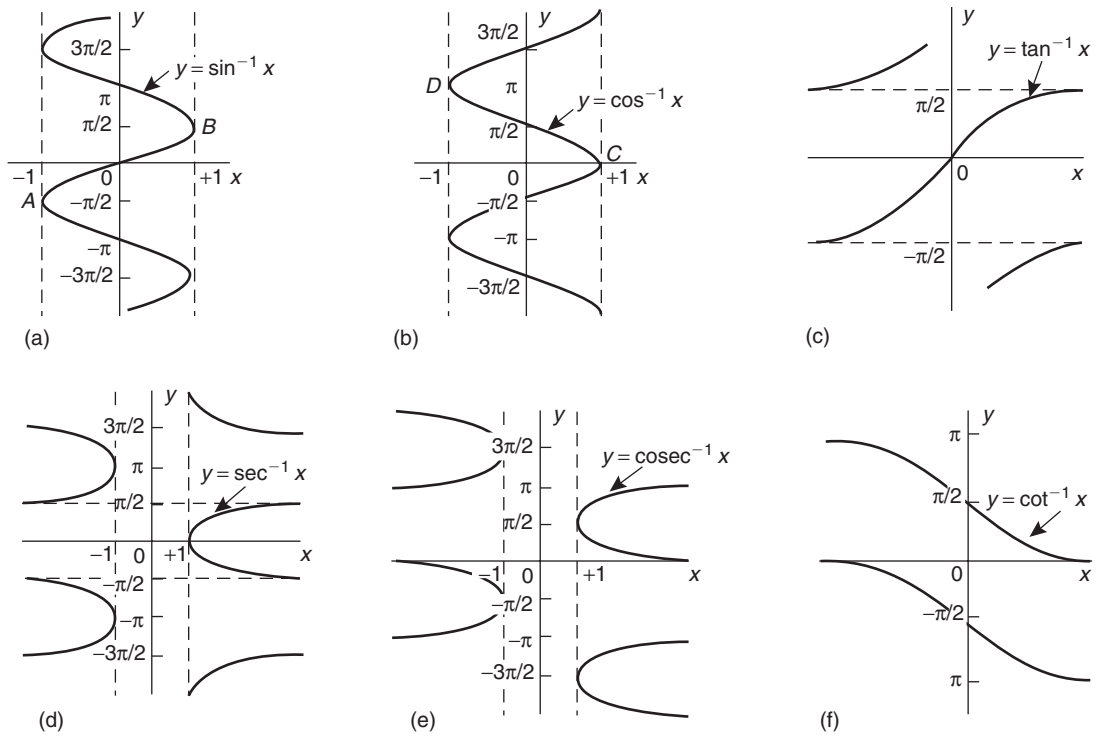 y
3π/2
y = sin⁻¹ x
π
π/2
B
−1
0
+1 x
A
−π/2
−π
−3π/2
(a)
y
3π/2
D
π
y = cos⁻¹ x
π/2
C
−1
0
+1 x
−π/2
−π
−3π/2
(b)
y
y = tan⁻¹ x
π/2
0
x
−π/2
(c)
y
3π/2
π
y = sec⁻¹ x
π/2
−1
0
+1
x
−π/2
−π
−3π/2
(d)
y
3π/2
y = cosec⁻¹ x
π
π/2
−1
0
+1
x
−π/2
−π
−3π/2
(e)
y
π
π/2
y = cot⁻¹ x
0
x
−π/2
π
(f)